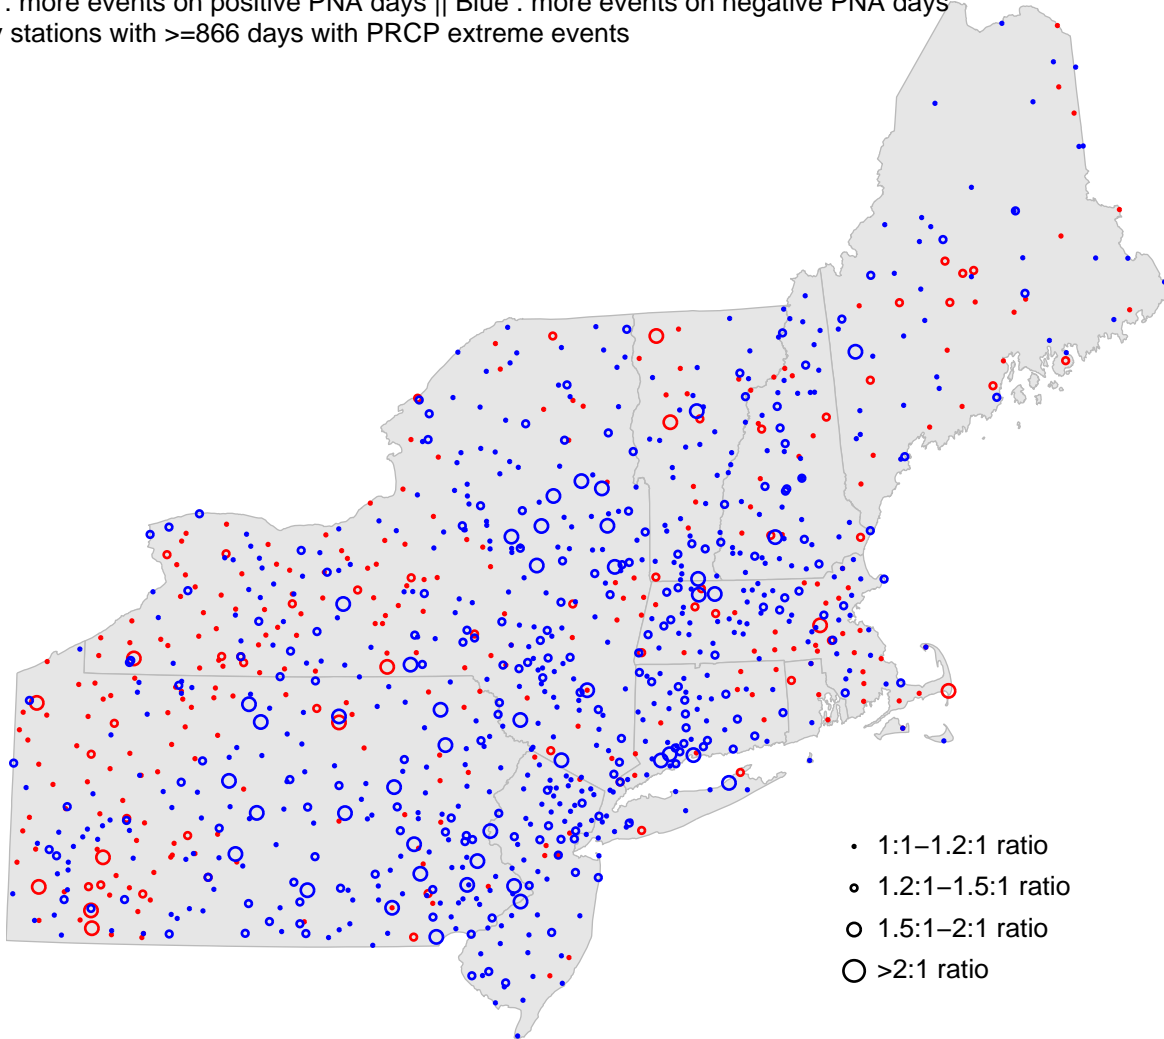 : more events on positive PNA days || Blue : more events on negative PNA days
stations with >=866 days with PRCP extreme events
1:1–1.2:1 ratio
1.2:1–1.5:1 ratio
1.5:1–2:1 ratio
>2:1 ratio